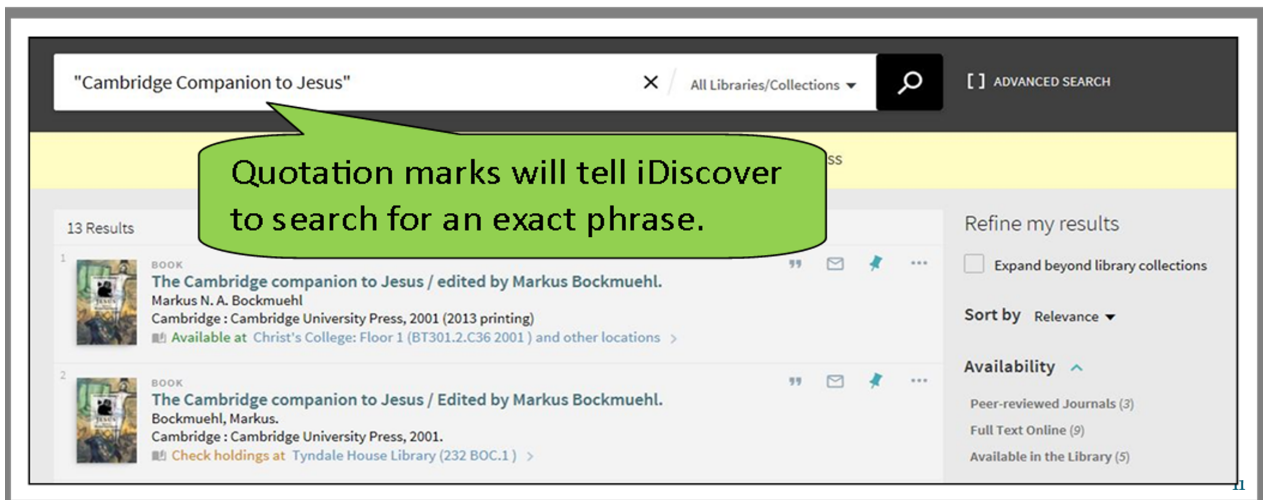 "Cambridge Companion to Jesus"
All Libraries/Collections
ADVANCED SEARCH
Quotation marks will tell iDiscover
to search for an exact phrase.
ss
13 Results
Refine my results
Expand beyond library collections
1
BOOK
The Cambridge companion to Jesus / edited by Markus Bockmuehl.
Markus N. A. Bockmuehl
Cambridge : Cambridge University Press, 2001 (2013 printing)
Available at Christ's College: Floor 1 (BT301.2.C36 2001 ) and other locations
Sort by Relevance
Availability
2
BOOK
The Cambridge companion to Jesus / Edited by Markus Bockmuehl.
Bockmuehl, Markus.
Cambridge : Cambridge University Press, 2001.
Check holdings at Tyndale House Library (232 BOC.1 )
Peer-reviewed Journals (3)
Full Text Online (9)
Available in the Library (5)
11